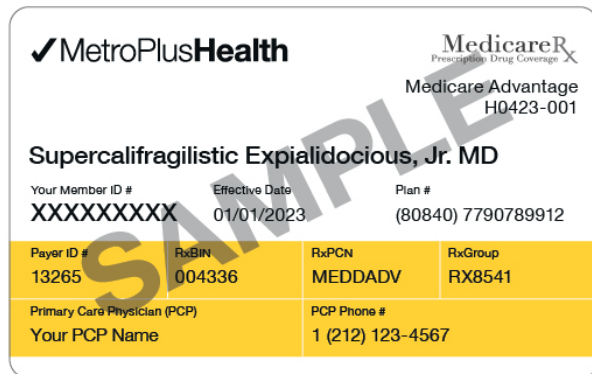 ✓MetroPlusHealth
MedicareRx
Prescription Drug Coverage
Medicare Advantage
H0423-001
Supercalifragilistic Expialidocious, Jr. MD
Your Member ID # Effective Date Plan #
XXXXXXXXX 01/01/2023 (80840) 7790789912
Payer ID # RxBIN RxPCN RxGroup
13265 004336 MEDDADV RX8541
Primary Care Physician (PCP) PCP Phone #
Your PCP Name 1 (212) 123-4567
SAMPLE